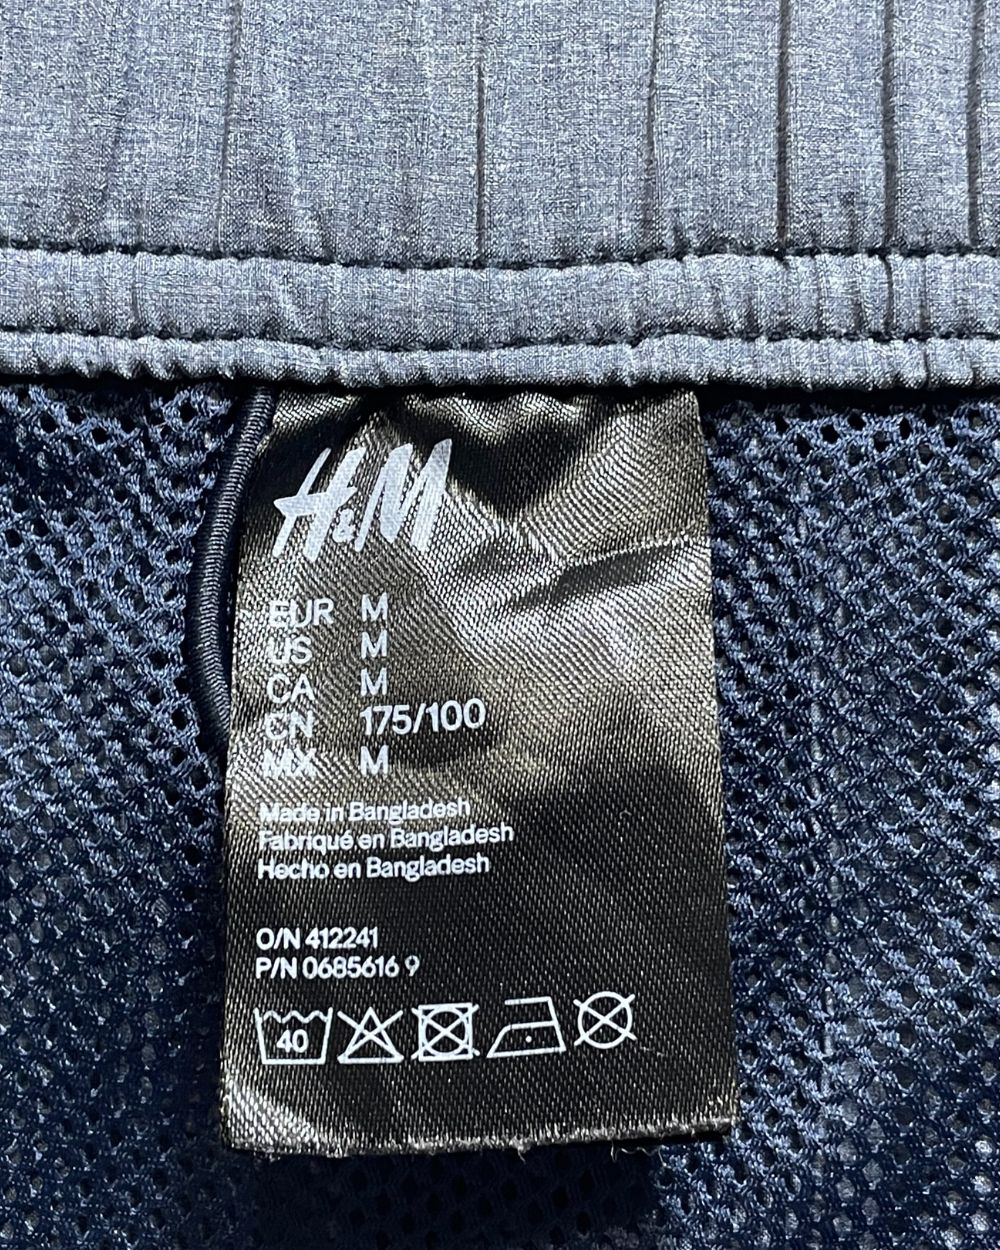 H&M
EUR M
US M
CA M
CN 175/100
MX M
Made in Bangladesh
Fabriqué en Bangladesh
Hecho en Bangladesh
O/N 412241
P/N 0685616 9
40